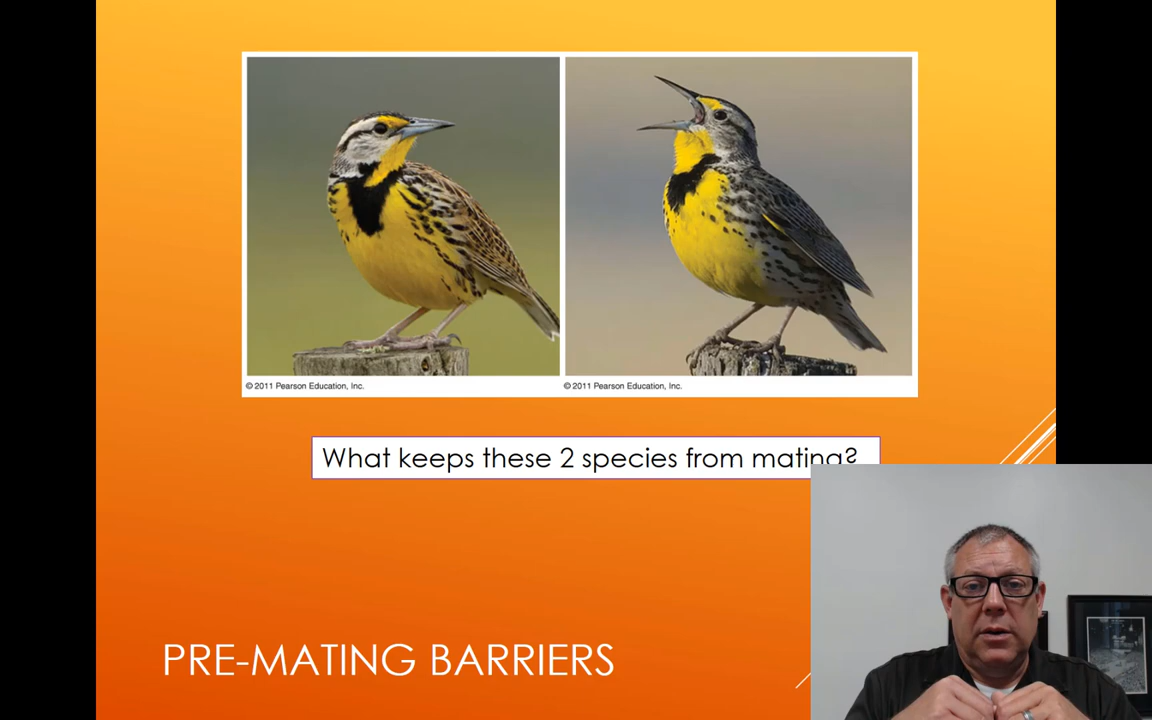 © 2011 Pearson Education, Inc. © 2011 Pearson Education, Inc.
What keeps these 2 species from mating?
PRE-MATING BARRIERS